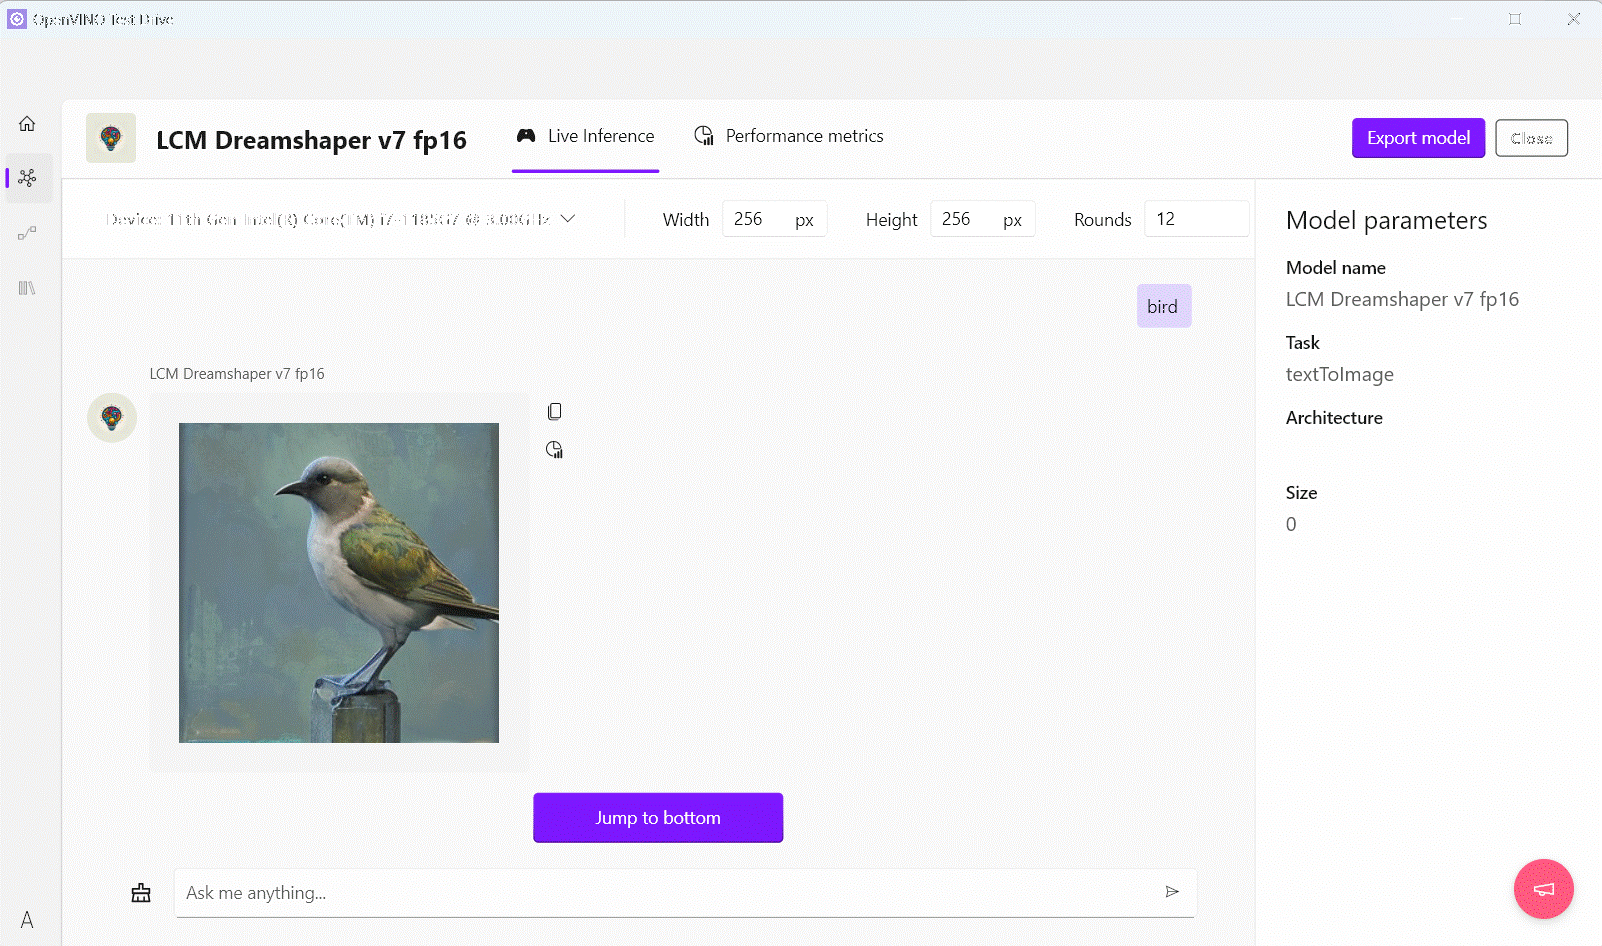 OpenVINO Test Drive
LCM Dreamshaper v7 fp16
Live Inference
Performance metrics
Export model
Close
Device: 11th Gen Intel(R) Core(TM) i7-1185G7 @ 3.00GHz
Width 256 px
Height 256 px
Rounds 12
bird
LCM Dreamshaper v7 fp16
Jump to bottom
Ask me anything...
Model parameters
Model name
LCM Dreamshaper v7 fp16
Task
textToImage
Architecture
Size
0